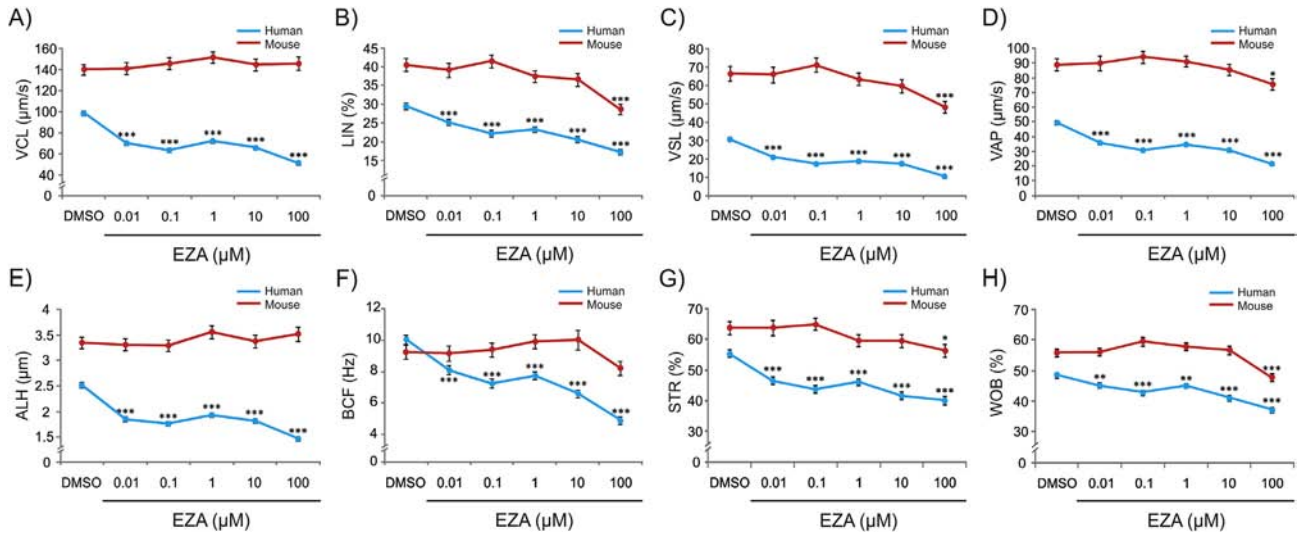 A)
Human
Mouse
VCL (µm/s)
160
140
120
100
80
60
40
0
*** *** *** *** ***
DMSO 0.01 0.1 1 10 100
EZA (µM)
B)
Human
Mouse
LIN (%)
45
40
35
30
25
20
15
0
***
*** *** *** *** ***
DMSO 0.01 0.1 1 10 100
EZA (µM)
C)
Human
Mouse
VSL (µm/s)
80
70
60
50
40
30
20
10
0
***
*** *** *** *** ***
DMSO 0.01 0.1 1 10 100
EZA (µM)
D)
Human
Mouse
VAP (µm/s)
100
90
80
70
60
50
40
30
20
10
0
*
*** *** *** *** ***
DMSO 0.01 0.1 1 10 100
EZA (µM)
E)
Human
Mouse
ALH (µm)
4
3.5
3
2.5
2
1.5
0
*** *** *** *** ***
DMSO 0.01 0.1 1 10 100
EZA (µM)
F)
Human
Mouse
BCF (Hz)
12
10
8
6
4
0
*** *** *** *** ***
DMSO 0.01 0.1 1 10 100
EZA (µM)
G)
Human
Mouse
STR (%)
70
60
50
40
30
0
*
*** *** *** *** ***
DMSO 0.01 0.1 1 10 100
EZA (µM)
H)
Human
Mouse
WOB (%)
70
60
50
40
30
0
***
** *** ** *** ***
DMSO 0.01 0.1 1 10 100
EZA (µM)